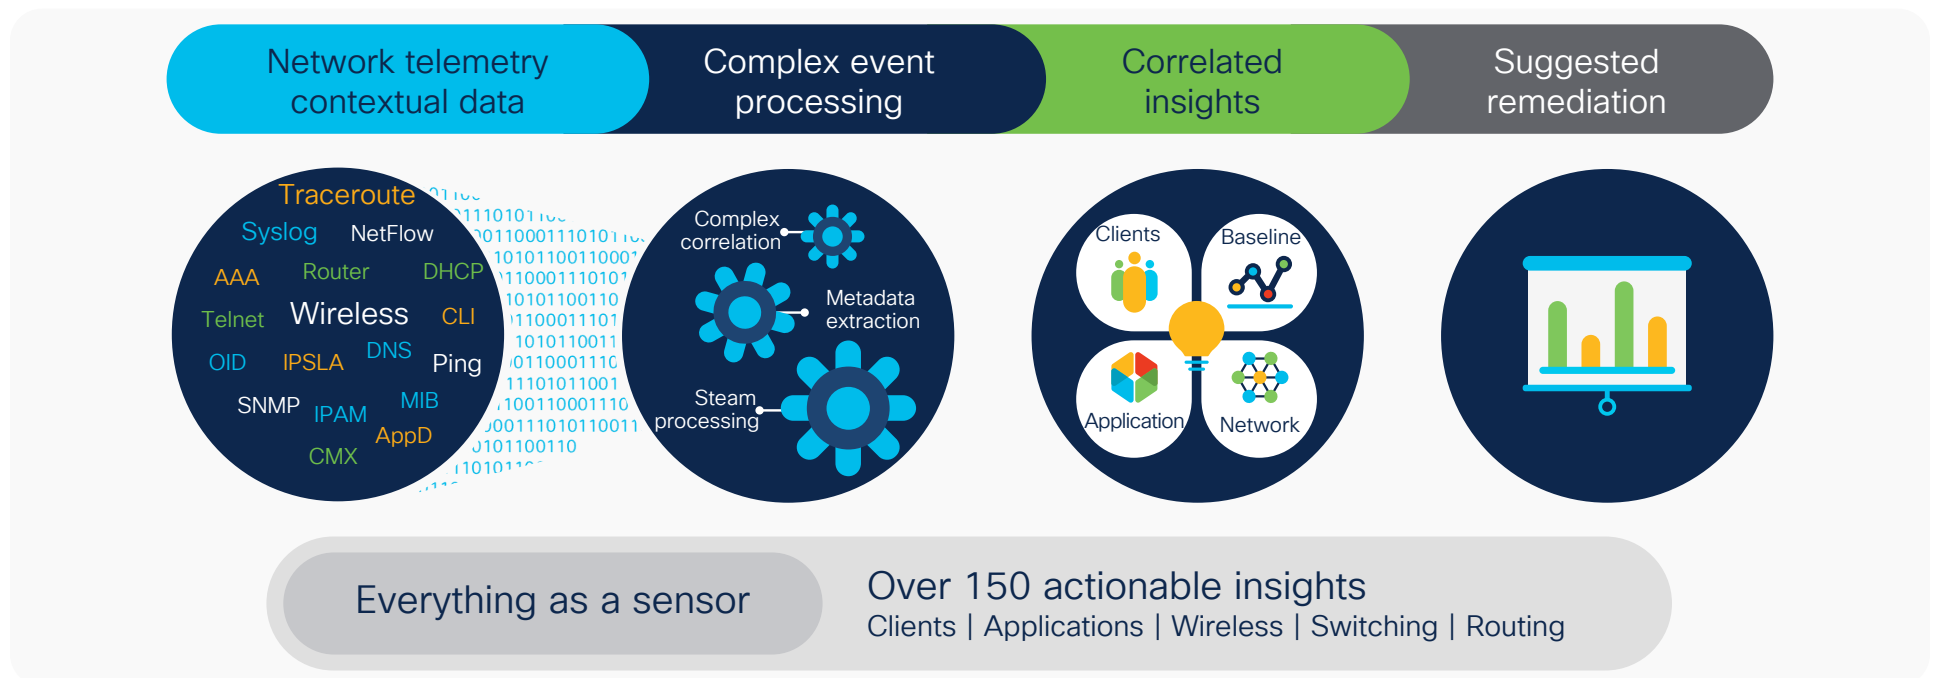 Network telemetry
contextual data
Complex event
processing
Correlated
insights
Suggested
remediation
Traceroute
Syslog NetFlow
AAA Router DHCP
Telnet Wireless CLI
OID IPSLA DNS Ping
SNMP IPAM MIB
AppD
CMX
Complex
correlation
Metadata
extraction
Steam
processing
Clients
Baseline
Application
Network
Everything as a sensor
Over 150 actionable insights
Clients | Applications | Wireless | Switching | Routing